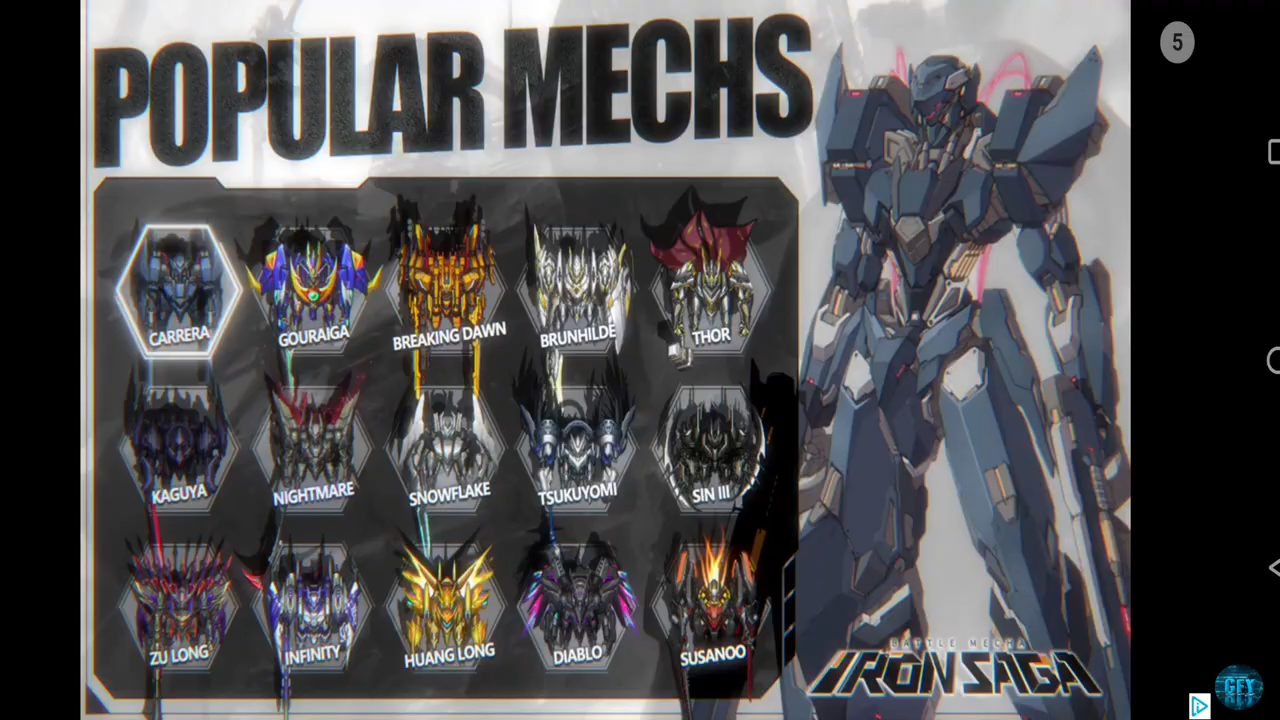 POPULAR MECHS
5
CARRERA
GOURAIGA
BREAKING DAWN
BRUNHILDE
THOR
KAGUYA
NIGHTMARE
SNOWFLAKE
TSUKUYOMI
SIN III
ZU LONG
INFINITY
HUANG LONG
DIABLO
SUSANOO
BATTLE MECHA
IRON SAGA
GFY